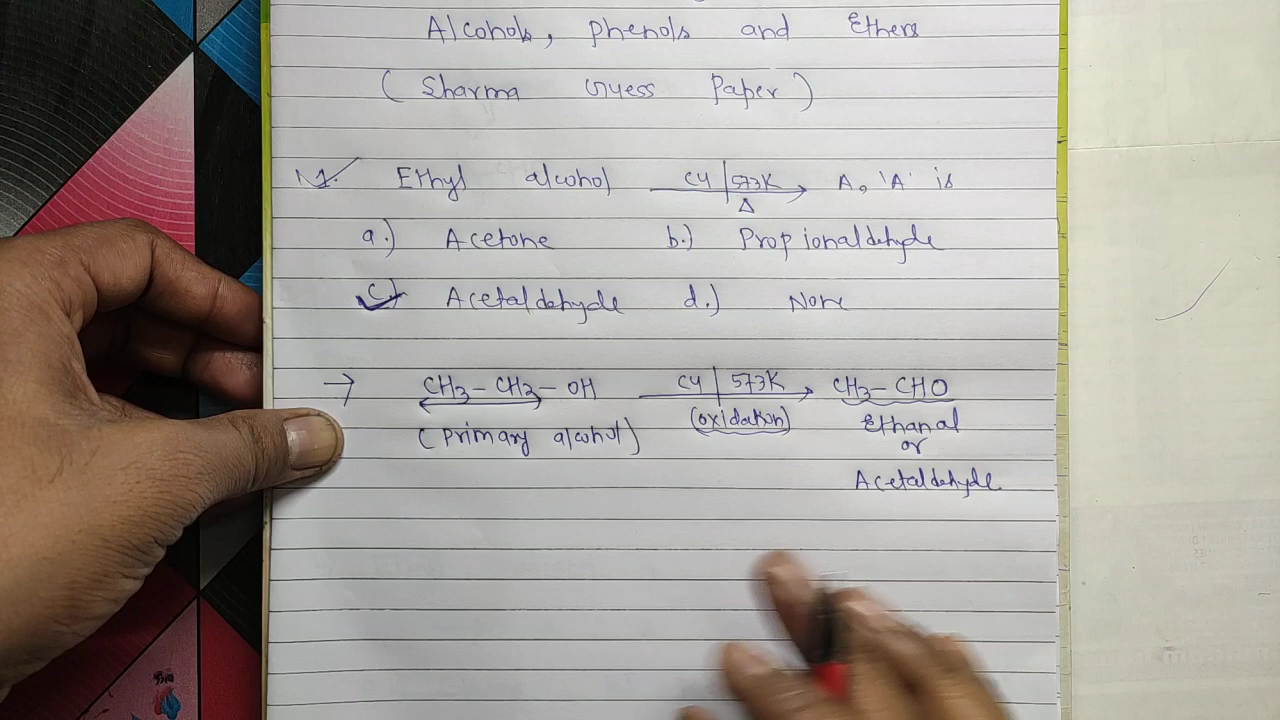 Alcohols, phenols and Ethers
(Sharma Guess Paper)
1. Ethyl alcohol Cu | 573K Δ A, 'A' is
a.) Acetone b.) Propionaldehyde
c.) Acetaldehyde d.) None
→ CH3 - CH2 - OH Cu | 573K CH3 - CHO
(Primary alcohol) (oxidation) Ethanal
or
Acetaldehyde